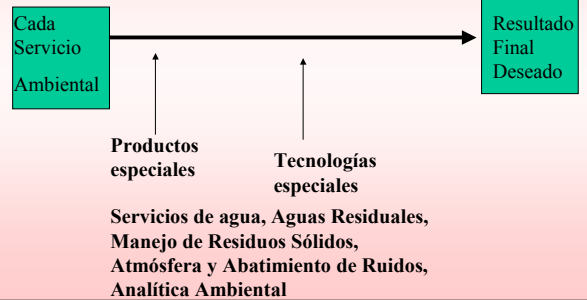 Cada
Servicio
Ambiental
Resultado
Final
Deseado
Productos
especiales
Tecnologías
especiales
Servicios de agua, Aguas Residuales,
Manejo de Residuos Sólidos,
Atmósfera y Abatimiento de Ruidos,
Analítica Ambiental